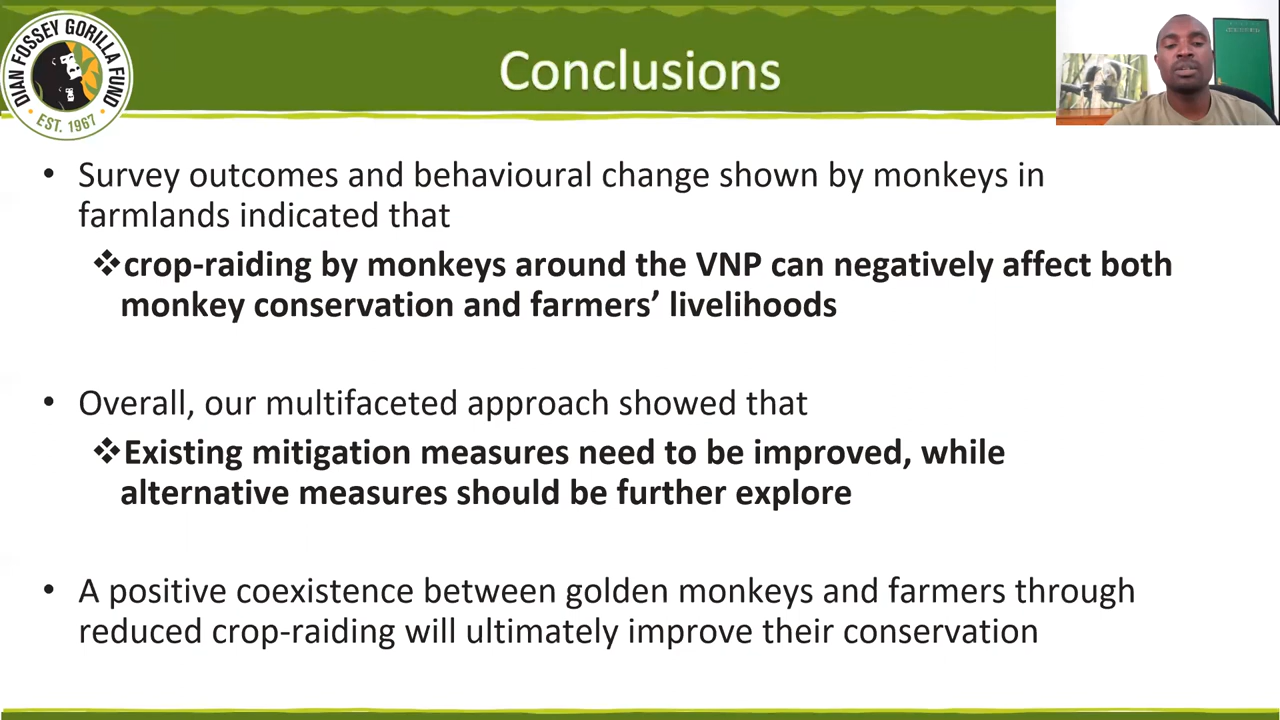 DIAN FOSSEY GORILLA FUND
EST. 1967
Conclusions
• Survey outcomes and behavioural change shown by monkeys in
farmlands indicated that
❖crop-raiding by monkeys around the VNP can negatively affect both
monkey conservation and farmers’ livelihoods
• Overall, our multifaceted approach showed that
❖Existing mitigation measures need to be improved, while
alternative measures should be further explore
• A positive coexistence between golden monkeys and farmers through
reduced crop-raiding will ultimately improve their conservation